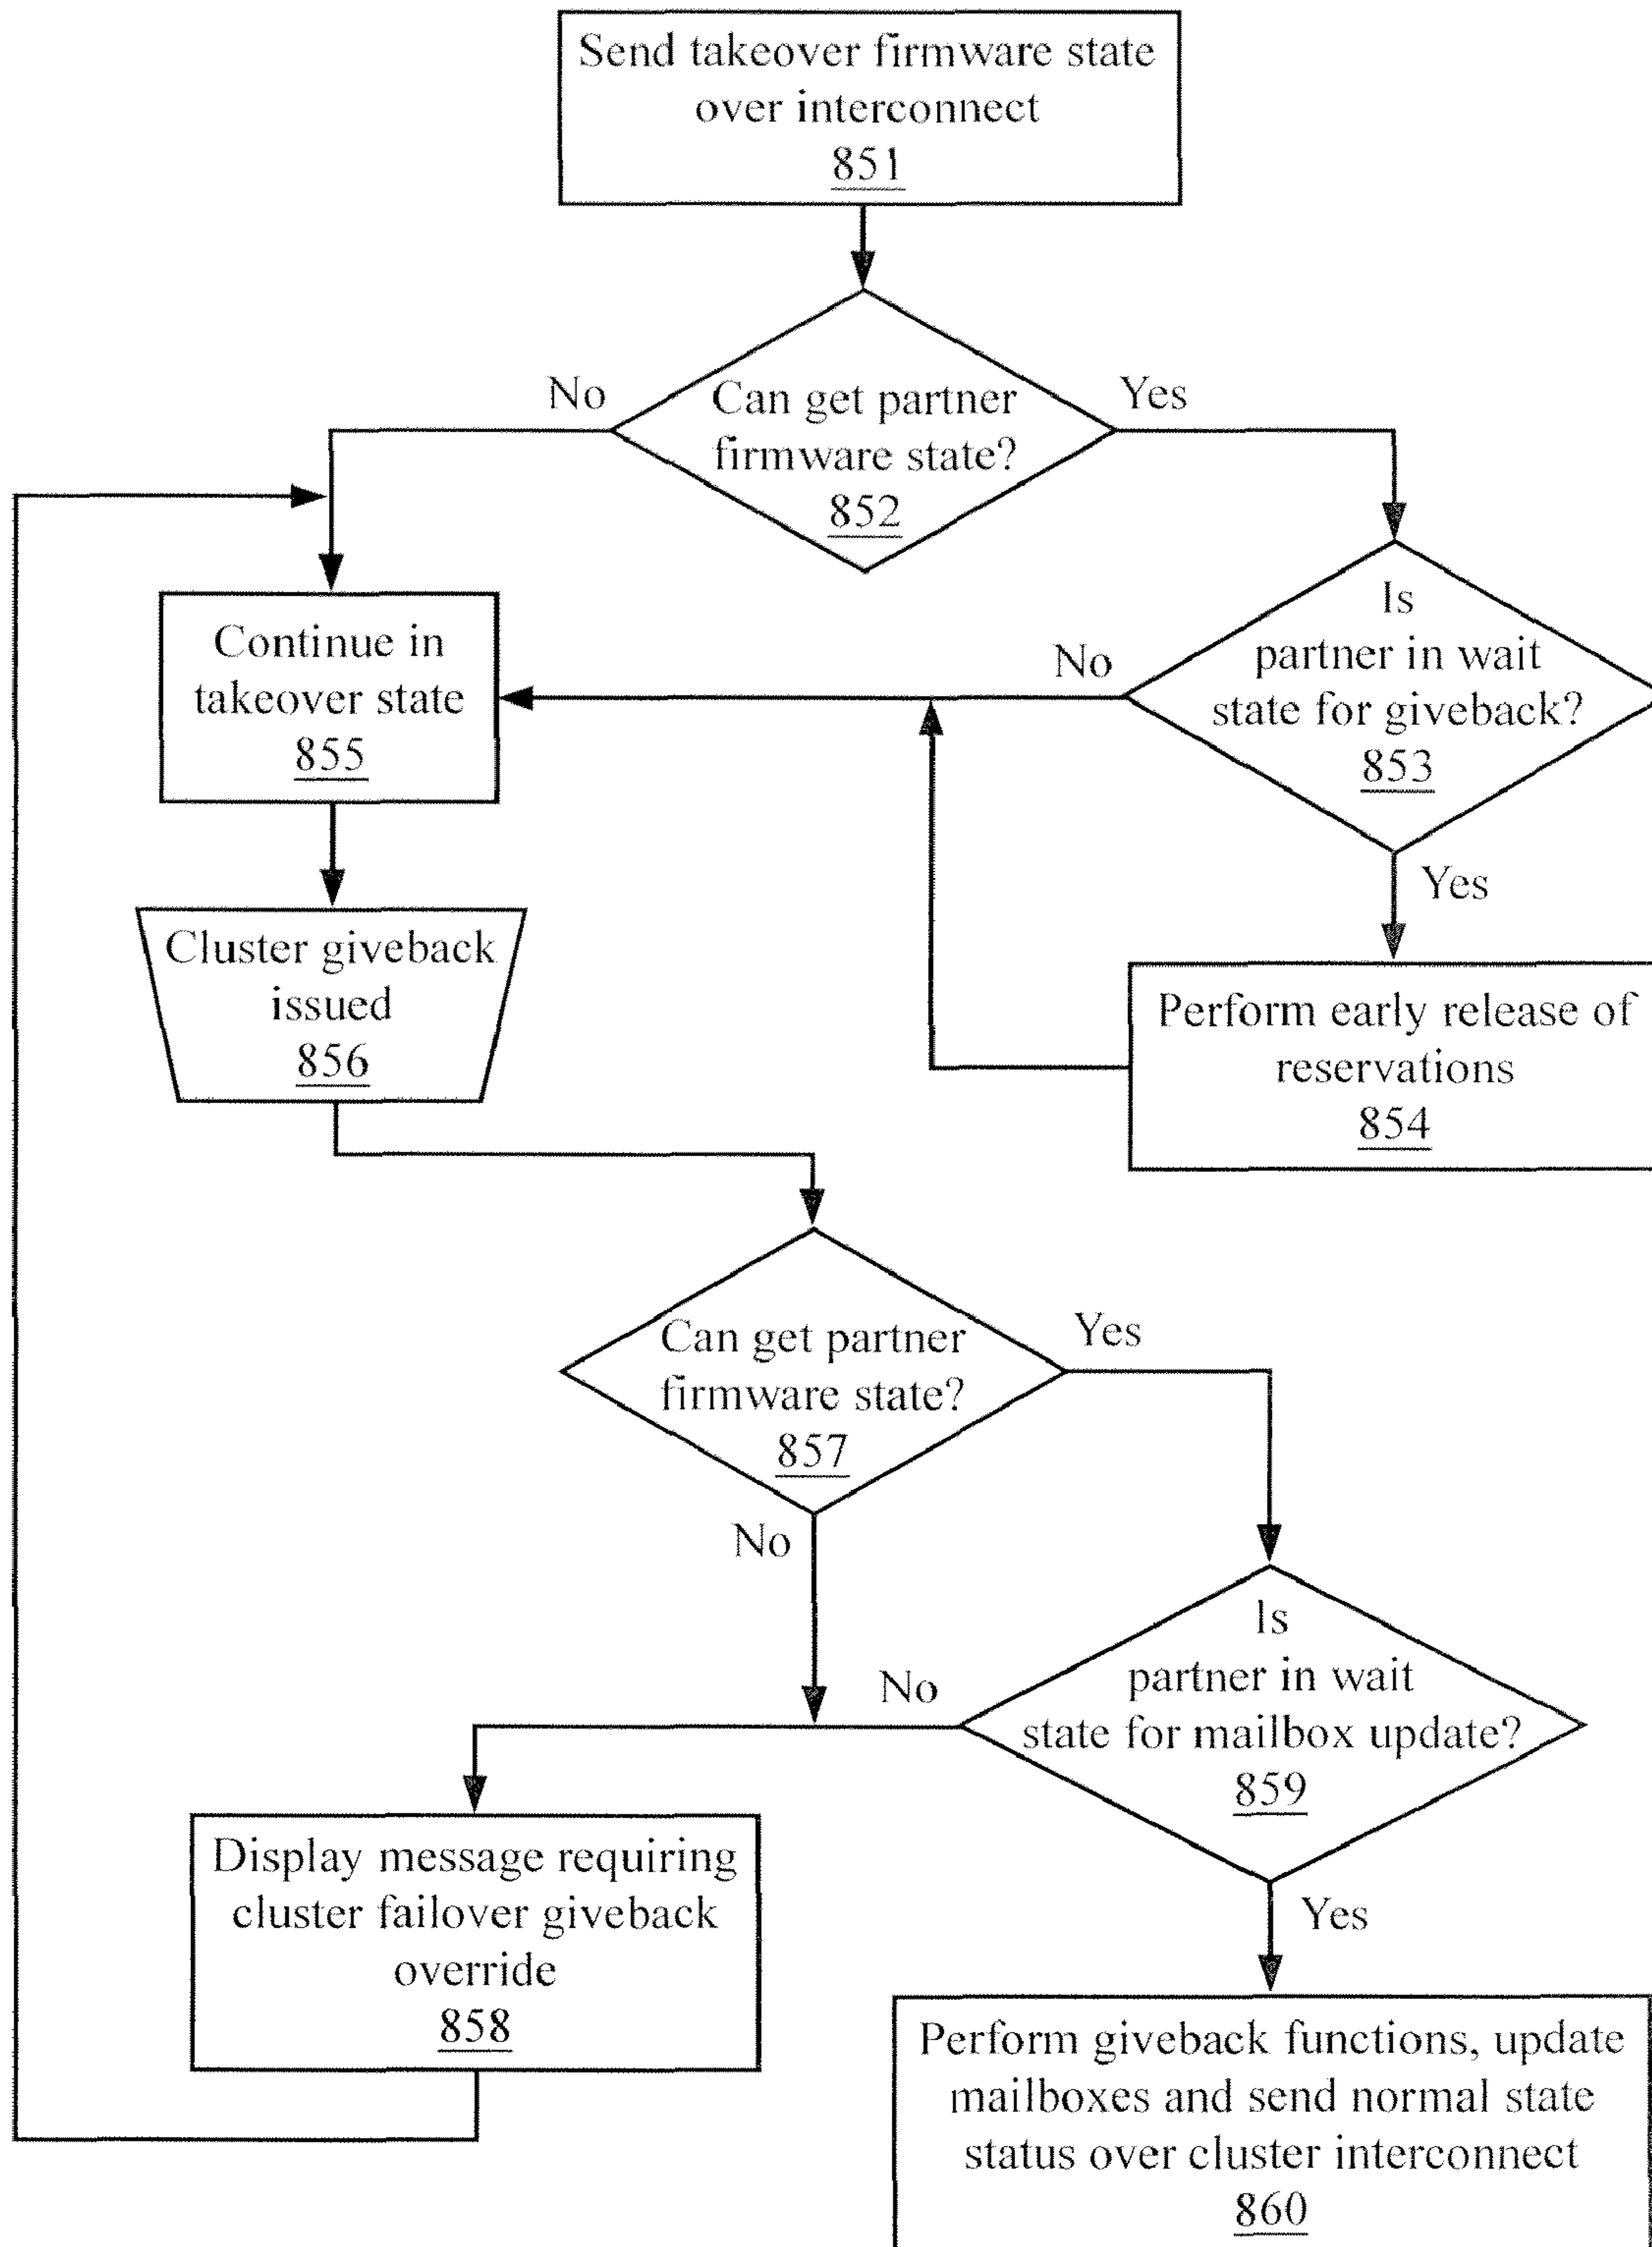 Send takeover firmware state
over interconnect
851
No
Can get partner
firmware state?
852
Yes
Is
partner in wait
state for giveback?
853
No
Yes
Continue in
takeover state
855
Perform early release of
reservations
854
Cluster giveback
issued
856
Can get partner
firmware state?
857
Yes
No
Is
partner in wait
state for mailbox update?
859
No
Yes
Display message requiring
cluster failover giveback
override
858
Perform giveback functions, update
mailboxes and send normal state
status over cluster interconnect
860